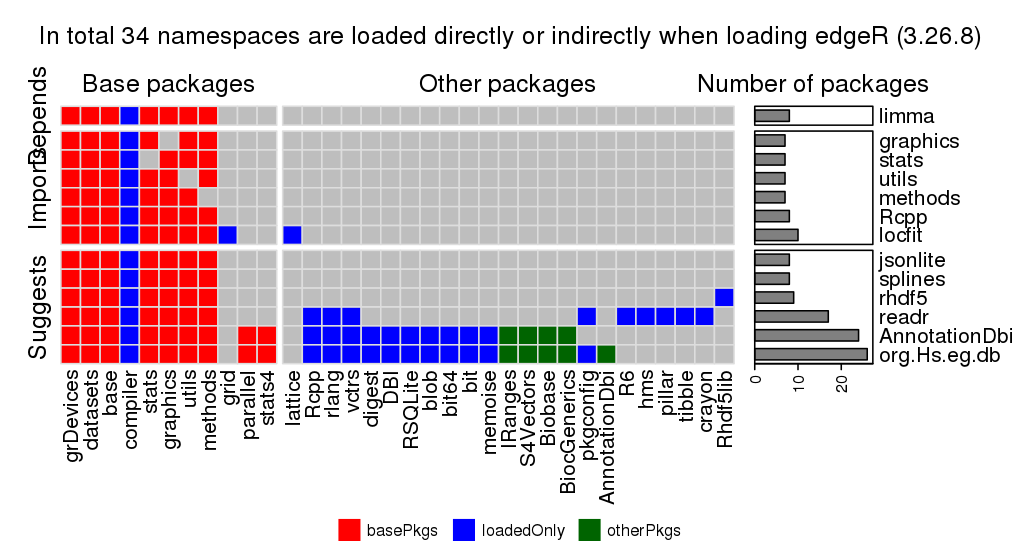 In total 34 namespaces are loaded directly or indirectly when loading edgeR (3.26.8)
Base packages
Other packages
Number of packages
Depends
Imports
Suggests
limma
graphics
stats
utils
methods
Rcpp
locfit
jsonlite
splines
rhdf5
readr
AnnotationDbi
org.Hs.eg.db
0
10
20
grDevices
datasets
base
compiler
stats
graphics
utils
methods
grid
parallel
stats4
lattice
Rcpp
rlang
vctrs
digest
DBI
RSQLite
blob
bit64
bit
memoise
IRanges
S4Vectors
Biobase
BiocGenerics
pkgconfig
AnnotationDbi
R6
hms
pillar
tibble
crayon
Rhdf5lib
basePkgs
loadedOnly
otherPkgs